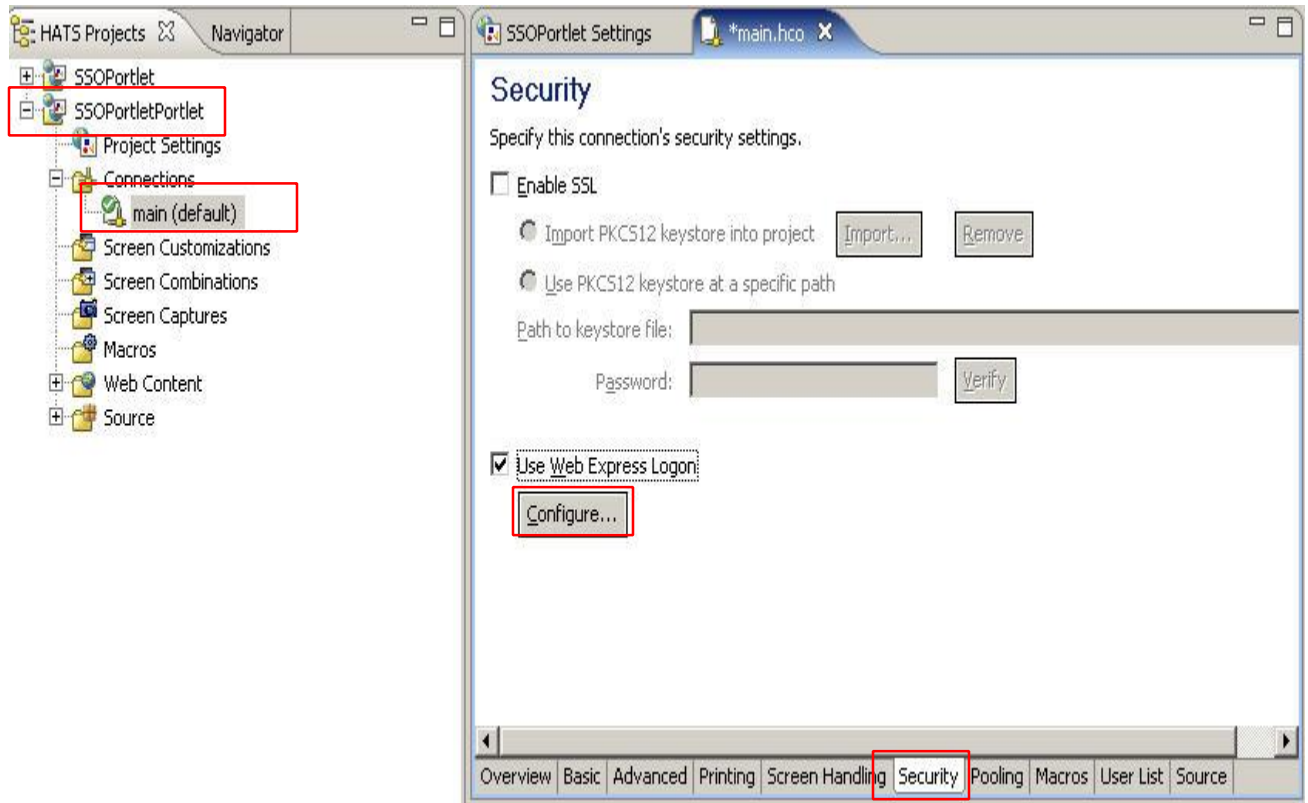 HATS Projects Navigator
SSOPortlet
SSOPortletPortlet
Project Settings
Connections
main (default)
Screen Customizations
Screen Combinations
Screen Captures
Macros
Web Content
Source
SSOPortlet Settings *main.hco
Security
Specify this connection's security settings.
Enable SSL
Import PKCS12 keystore into project Import... Remove
Use PKCS12 keystore at a specific path
Path to keystore file:
Password: Verify
Use Web Express Logon
Configure...
Overview Basic Advanced Printing Screen Handling Security Pooling Macros User List Source